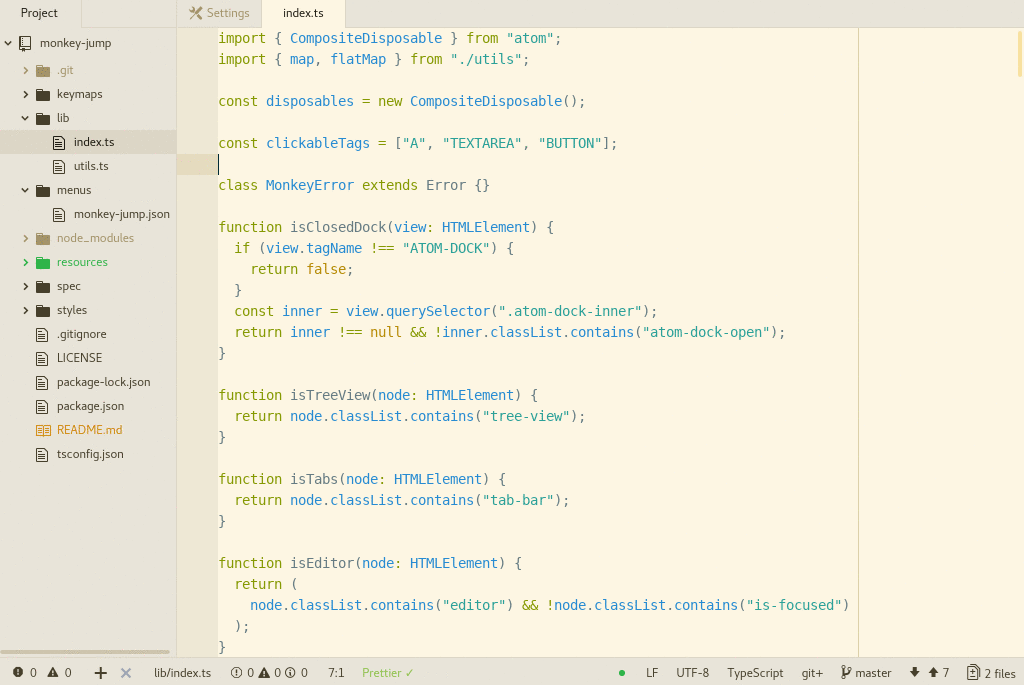 Project
Settings
index.ts
monkey-jump
.git
keymaps
lib
index.ts
utils.ts
menus
monkey-jump.json
node_modules
resources
spec
styles
.gitignore
LICENSE
package-lock.json
package.json
README.md
tsconfig.json
import { CompositeDisposable } from "atom";
import { map, flatMap } from "./utils";
const disposables = new CompositeDisposable();
const clickableTags = ["A", "TEXTAREA", "BUTTON"];
class MonkeyError extends Error {}
function isClosedDock(view: HTMLElement) {
  if (view.tagName !== "ATOM-DOCK") {
    return false;
  }
  const inner = view.querySelector(".atom-dock-inner");
  return inner !== null && !inner.classList.contains("atom-dock-open");
}
function isTreeView(node: HTMLElement) {
  return node.classList.contains("tree-view");
}
function isTabs(node: HTMLElement) {
  return node.classList.contains("tab-bar");
}
function isEditor(node: HTMLElement) {
  return (
    node.classList.contains("editor") && !node.classList.contains("is-focused")
  );
}
0 0 + × lib/index.ts 0 0 0 7:1 Prettier ✓ LF UTF-8 TypeScript git+ master 7 2 files